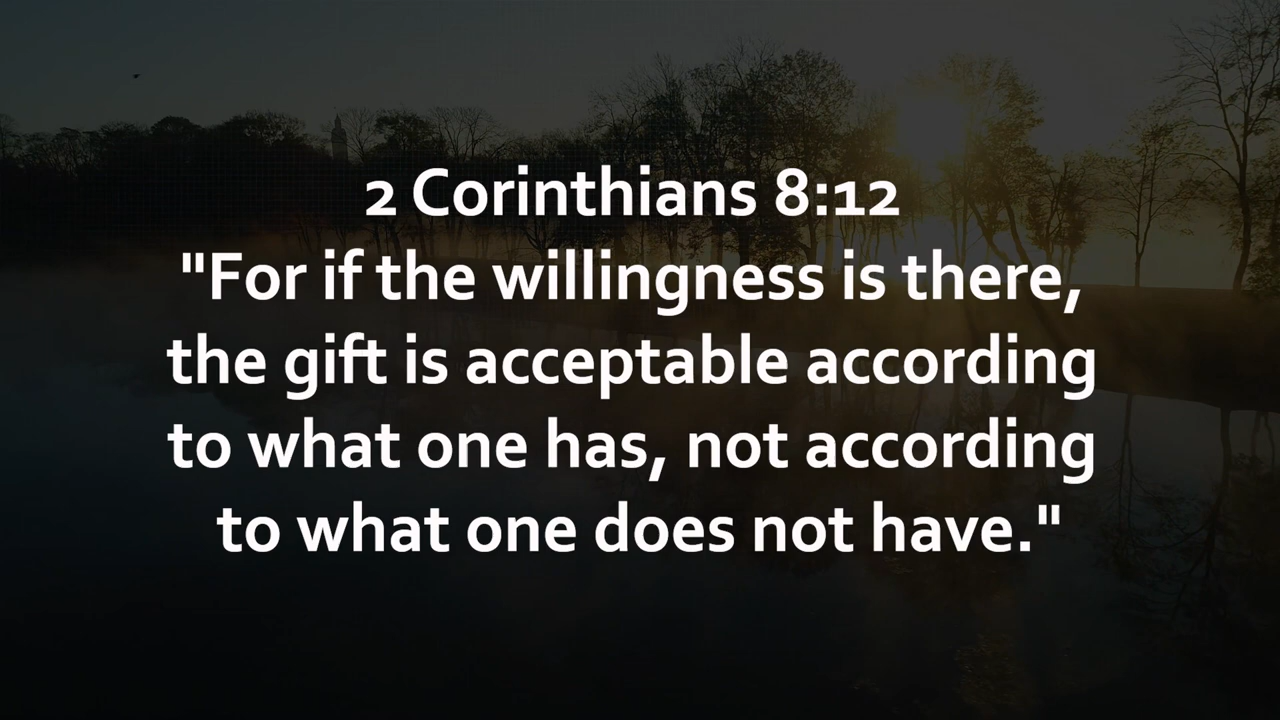 2 Corinthians 8:12
"For if the willingness is there,
the gift is acceptable according
to what one has, not according
to what one does not have."